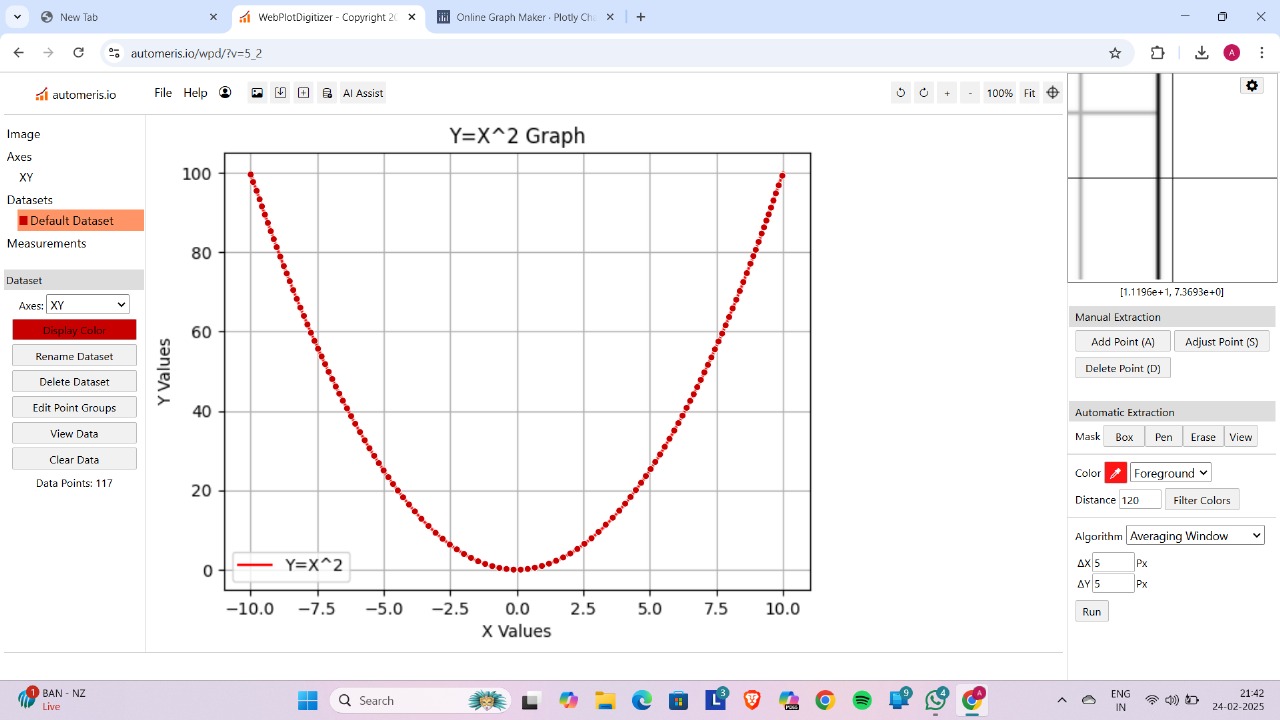 New Tab
WebPlotDigitizer - Copyright 20
Online Graph Maker · Plotly Ch
automeris.io/wpd/?v=5_2
A
automeris.io
File Help
AI Assist
+ - 100% Fit
Image
Axes
XY
Datasets
Default Dataset
Measurements
Dataset
Axes: XY
Display Color
Rename Dataset
Delete Dataset
Edit Point Groups
View Data
Clear Data
Data Points: 117
Y=X^2 Graph
100
80
60
40
20
0
Y Values
Y=X^2
−10.0 −7.5 −5.0 −2.5 0.0 2.5 5.0 7.5 10.0
X Values
[1.1196e+1, 7.3693e+0]
Manual Extraction
Add Point (A) Adjust Point (S)
Delete Point (D)
Automatic Extraction
Mask Box Pen Erase View
Color Foreground
Distance 120 Filter Colors
Algorithm Averaging Window
ΔX 5 Px
ΔY 5 Px
Run
1
BAN - NZ
Live
Search
L 3
9
4
A
ENG
IN
21:42
24-02-2025